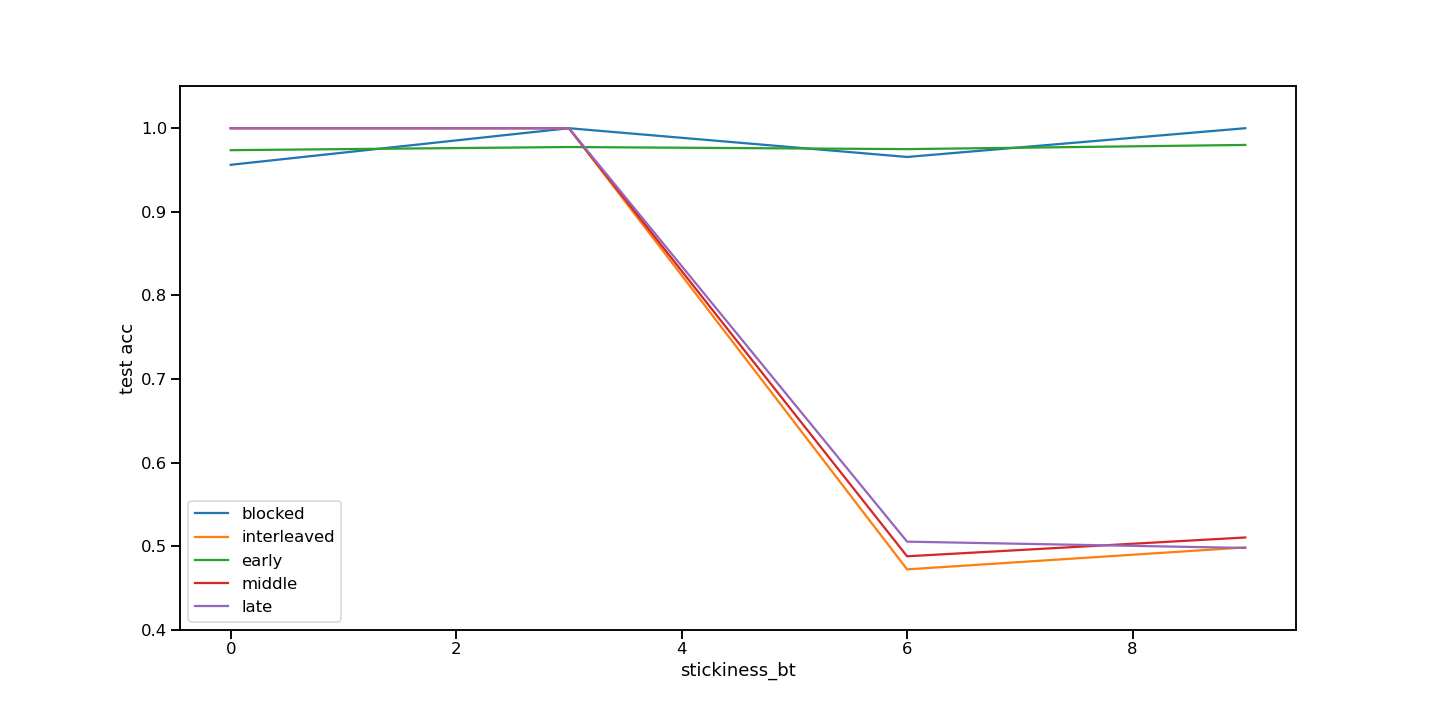 1.0
0.9
0.8
0.7
0.6
0.5
0.4
test acc
blocked
interleaved
early
middle
late
0 2 4 6 8
stickiness_bt